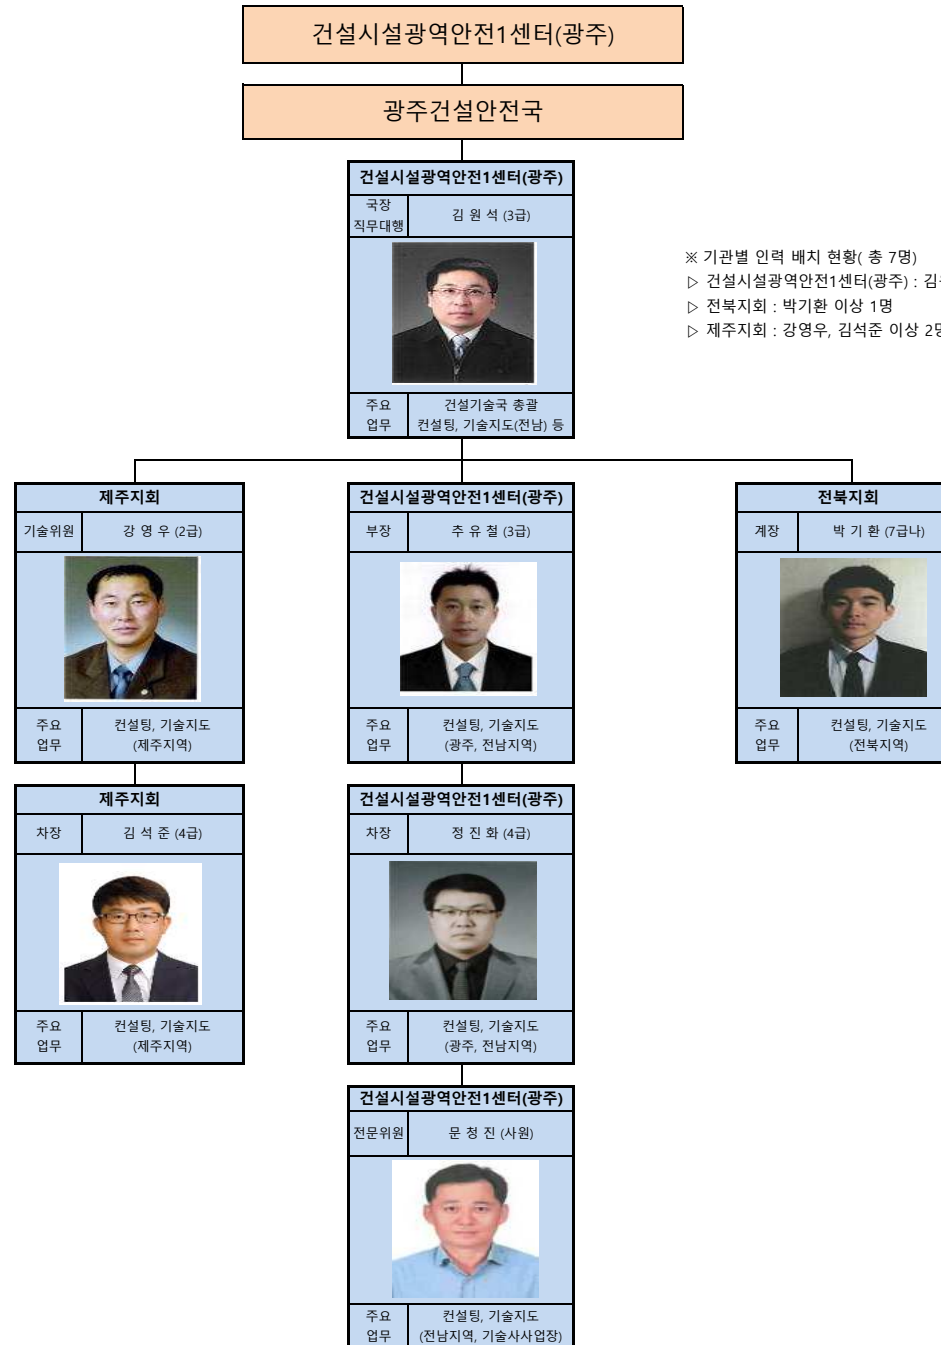 건설시설광역안전1센터(광주)
광주건설안전국
건설시설광역안전1센터(광주)
국장
직무대행
김 원 석 (3급)
주요
업무
건설기술국 총괄
컨설팅, 기술지도(전남) 등
※ 기관별 인력 배치 현황( 총 7명)
▷ 건설시설광역안전1센터(광주) : 김
▷ 전북지회 : 박기환 이상 1명
▷ 제주지회 : 강영우, 김석준 이상 2명
제주지회
기술위원
강 영 우 (2급)
주요
업무
컨설팅, 기술지도
(제주지역)
건설시설광역안전1센터(광주)
부장
추 유 철 (3급)
주요
업무
컨설팅, 기술지도
(광주, 전남지역)
전북지회
계장
박 기 환 (7급나)
주요
업무
컨설팅, 기술지도
(전북지역)
제주지회
차장
김 석 준 (4급)
주요
업무
컨설팅, 기술지도
(제주지역)
건설시설광역안전1센터(광주)
차장
정 진 화 (4급)
주요
업무
컨설팅, 기술지도
(광주, 전남지역)
건설시설광역안전1센터(광주)
전문위원
문 청 진 (사원)
주요
업무
컨설팅, 기술지도
(전남지역, 기술사사업장)